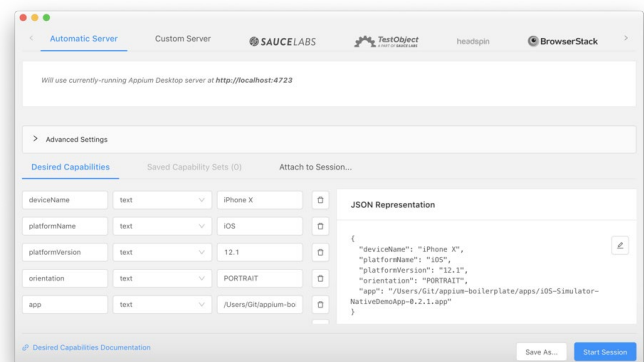 Automatic Server
Custom Server
SAUCELABS
TestObject
A PART OF SAUCE LABS
headspin
BrowserStack
Will use currently-running Appium Desktop server at http://localhost:4723
Advanced Settings
Desired Capabilities
Saved Capability Sets (0)
Attach to Session...
deviceName text iPhone X
platformName text iOS
platformVersion text 12.1
orientation text PORTRAIT
app text /Users/Git/appium-bo
JSON Representation
{
"deviceName": "iPhone X",
"platformName": "iOS",
"platformVersion": "12.1",
"orientation": "PORTRAIT",
"app": "/Users/Git/appium-boilerplate/apps/iOS-Simulator-
NativeDemoApp-0.2.1.app"
}
Desired Capabilities Documentation
Save As...
Start Session